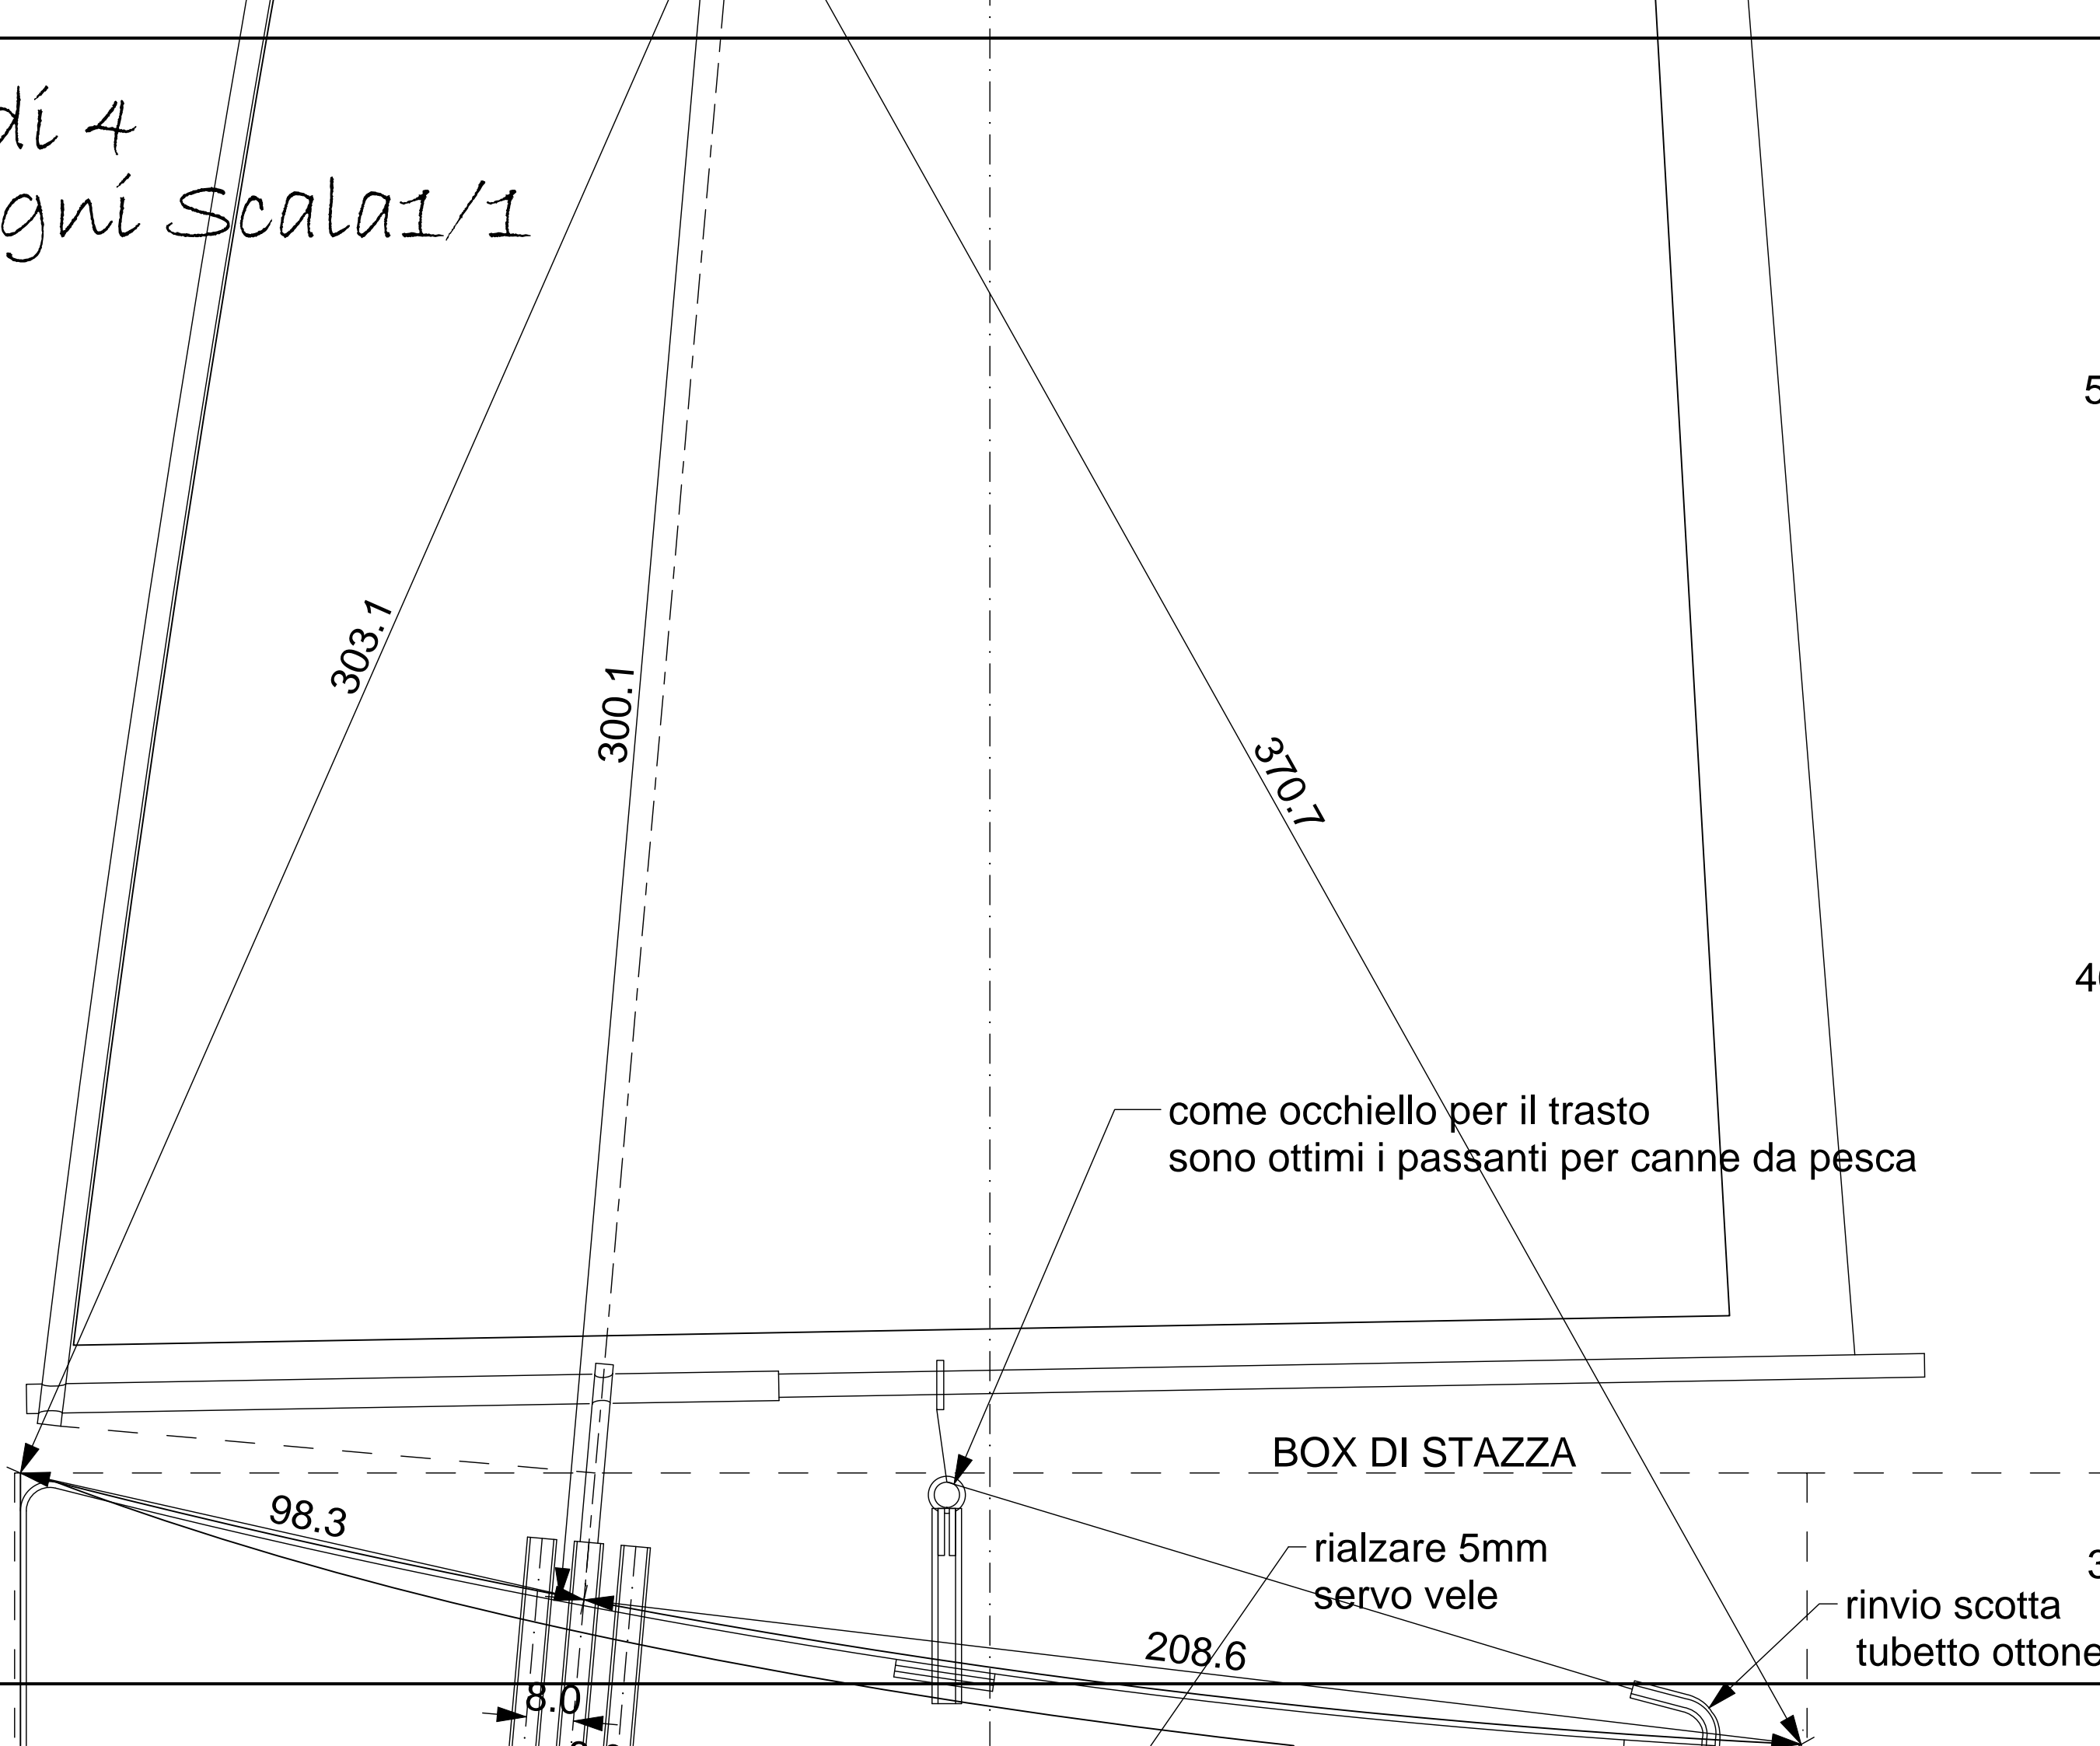 di 4
gni Scala1/1
303.1
300.1
370.7
come occhiello per il trasto
sono ottimi i passanti per canne da pesca
BOX DI STAZZA
98.3
rialzare 5mm
servo vele
rinvio scotta
tubetto ottone
208.6
8.0